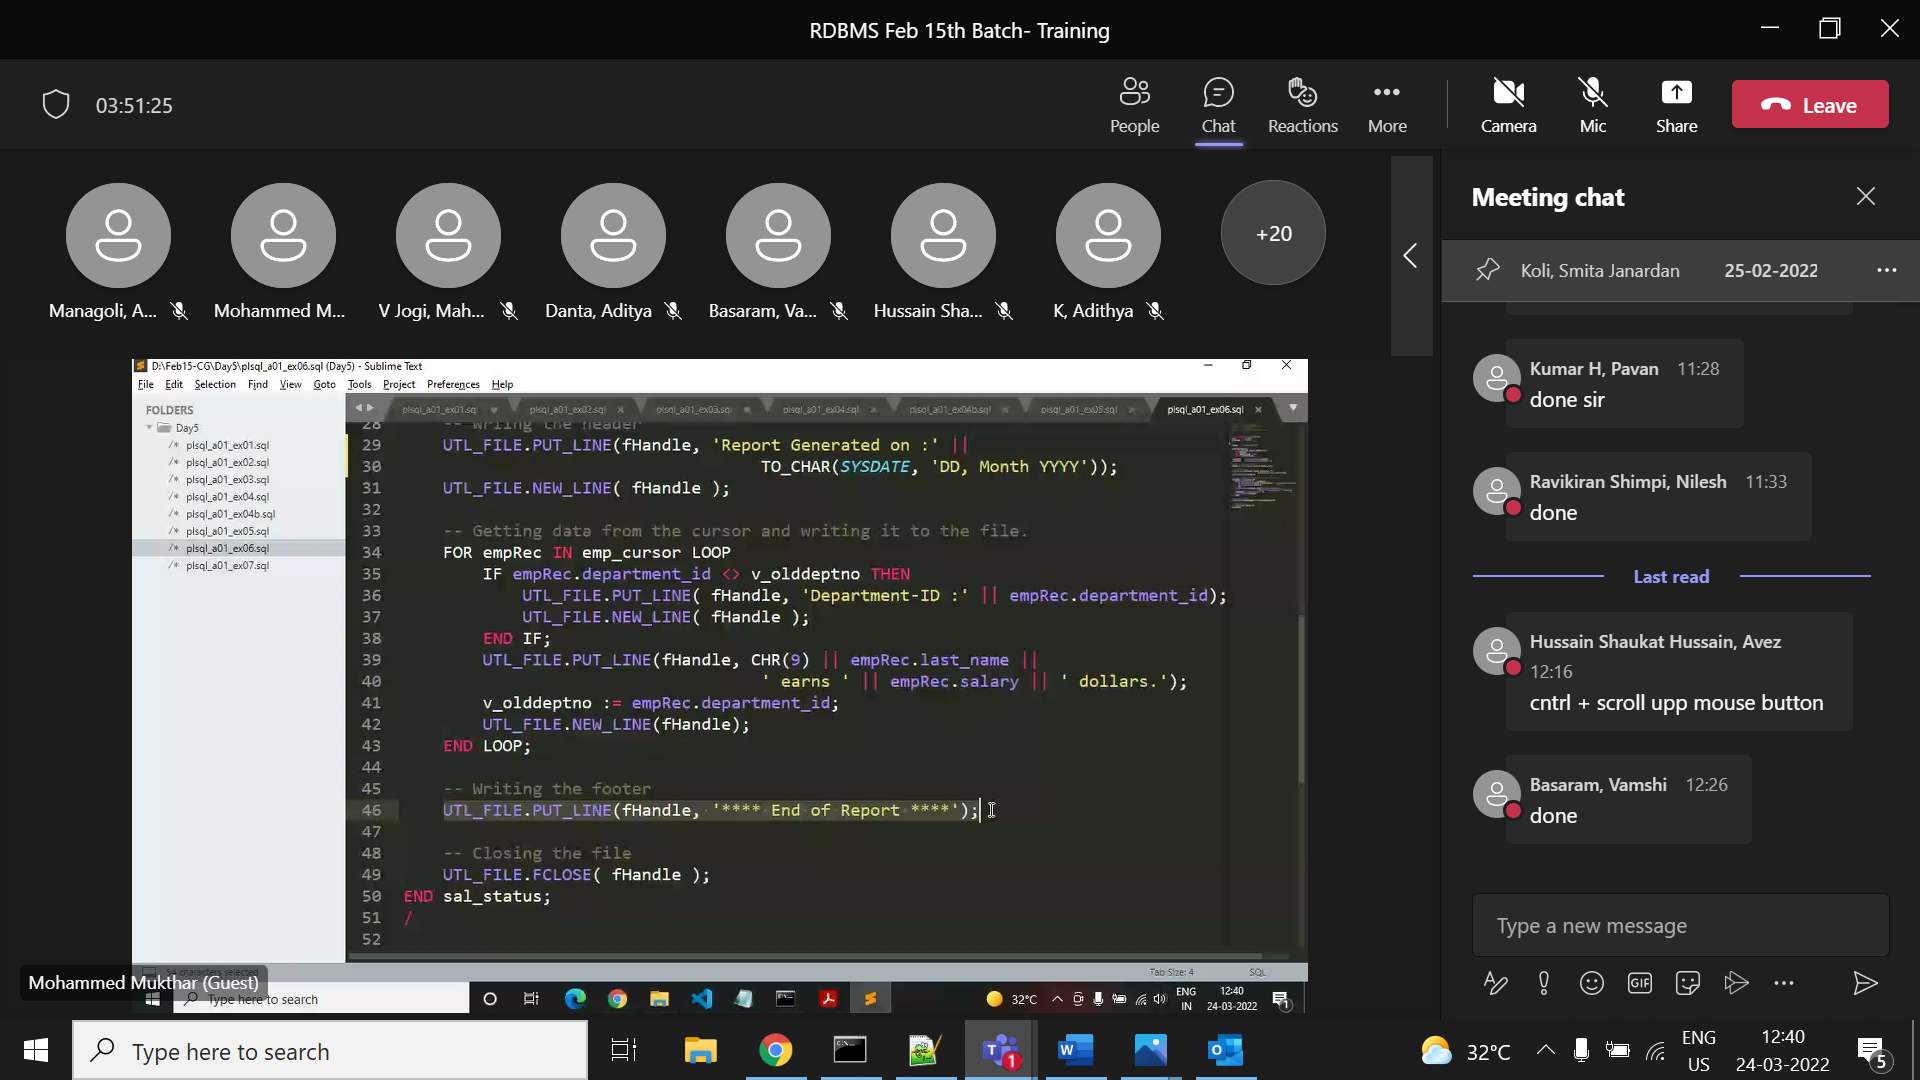 RDBMS Feb 15th Batch- Training
03:51:25
People
Chat
Reactions
More
Camera
Mic
Share
Leave
Managoli, A...
Mohammed M...
V Jogi, Mah...
Danta, Aditya
Basaram, Va...
Hussain Sha...
K, Adithya
+20
D:\Feb15-CG\Day5\plsql_a01_ex06.sql (Day5) - Sublime Text
File Edit Selection Find View Goto Tools Project Preferences Help
FOLDERS
Day5
/* plsql_a01_ex01.sql
/* plsql_a01_ex02.sql
/* plsql_a01_ex03.sql
/* plsql_a01_ex04.sql
/* plsql_a01_ex04b.sql
/* plsql_a01_ex05.sql
/* plsql_a01_ex06.sql
/* plsql_a01_ex07.sql
plsql_a01_ex01.sql
plsql_a01_ex02.sql
plsql_a01_ex03.sql
plsql_a01_ex04.sql
plsql_a01_ex04b.sql
plsql_a01_ex05.sql
plsql_a01_ex06.sql
28 -- Wriing the header
29 UTL_FILE.PUT_LINE(fHandle, 'Report Generated on :' ||
30 TO_CHAR(SYSDATE, 'DD, Month YYYY'));
31 UTL_FILE.NEW_LINE( fHandle );
32
33 -- Getting data from the cursor and writing it to the file.
34 FOR empRec IN emp_cursor LOOP
35 IF empRec.department_id <> v_olddeptno THEN
36 UTL_FILE.PUT_LINE( fHandle, 'Department-ID :' || empRec.department_id);
37 UTL_FILE.NEW_LINE( fHandle );
38 END IF;
39 UTL_FILE.PUT_LINE(fHandle, CHR(9) || empRec.last_name ||
40 ' earns ' || empRec.salary || ' dollars.');
41 v_olddeptno := empRec.department_id;
42 UTL_FILE.NEW_LINE(fHandle);
43 END LOOP;
44
45 -- Writing the footer
46 UTL_FILE.PUT_LINE(fHandle, '**** End of Report ****');
47
48 -- Closing the file
49 UTL_FILE.FCLOSE( fHandle );
50 END sal_status;
51 /
52
54 characters selected
Tab Size: 4
SQL
Mohammed Mukthar (Guest)
Type here to search
32°C
ENG
IN
12:40
24-03-2022
1
Meeting chat
Koli, Smita Janardan 25-02-2022
Kumar H, Pavan 11:28
done sir
Ravikiran Shimpi, Nilesh 11:33
done
Last read
Hussain Shaukat Hussain, Avez
12:16
cntrl + scroll upp mouse button
Basaram, Vamshi 12:26
done
Type a new message
GIF
Type here to search
1
32°C
ENG
US
12:40
24-03-2022
5